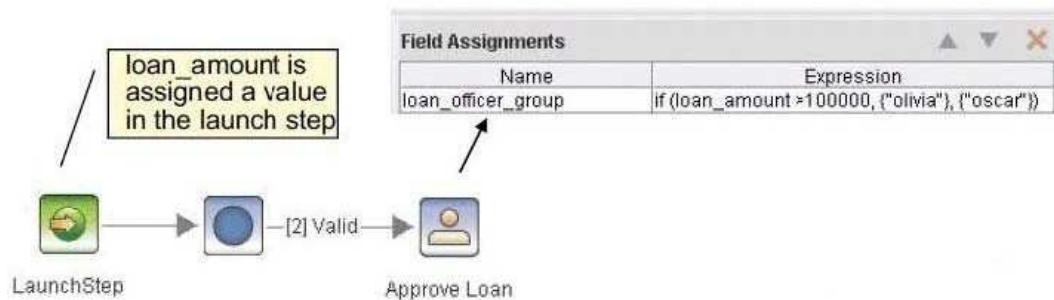 loan_amount is
assigned a value
in the launch step
Field Assignments
Name Expression
loan_officer_group if (loan_amount >100000, {"olivia"}, {"oscar"})
[2] Valid
LaunchStep
Approve Loan